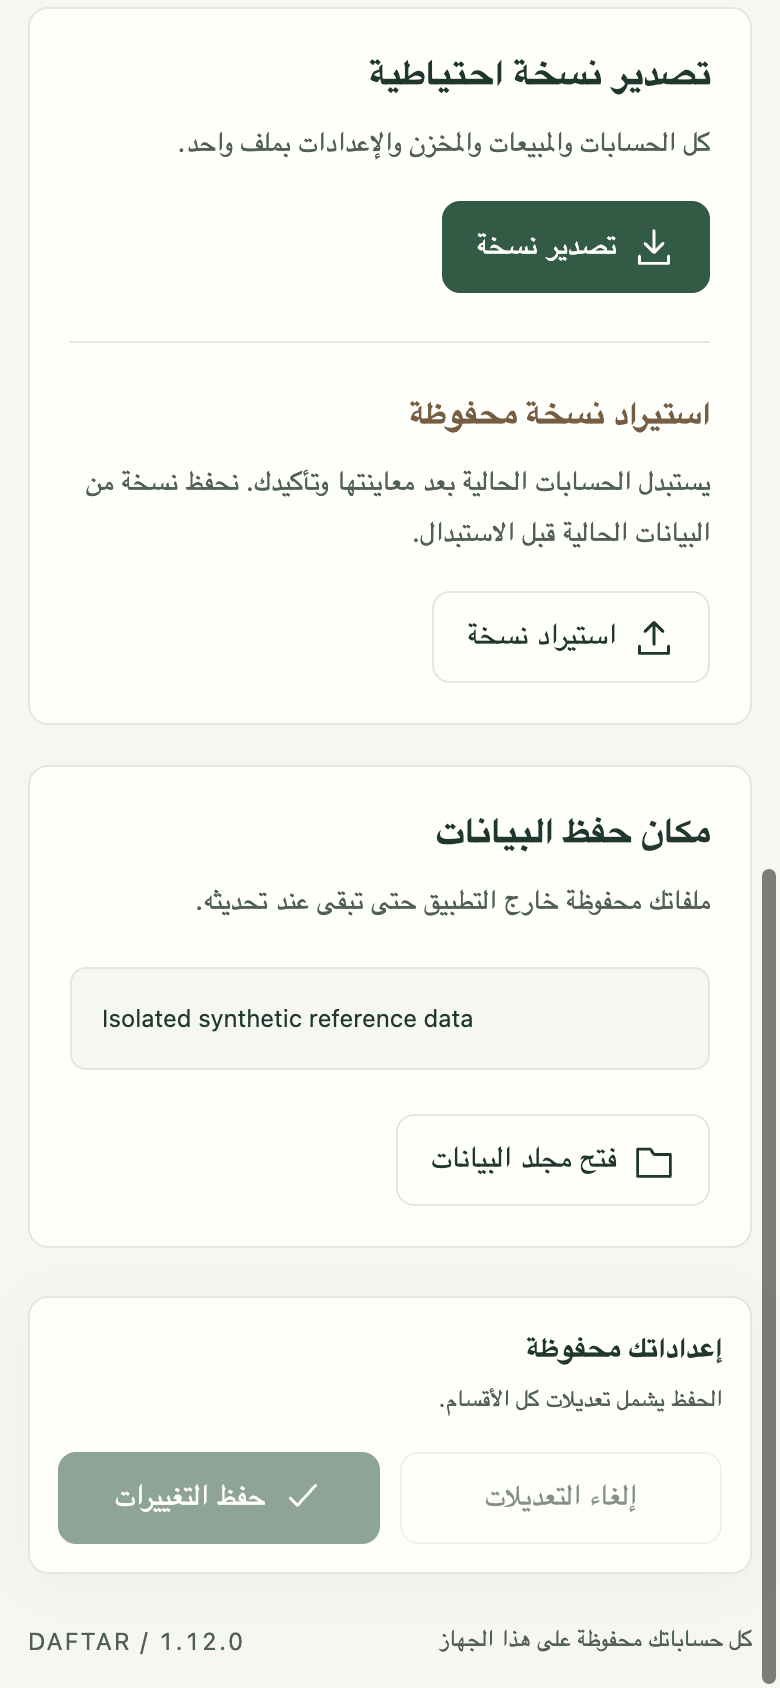 تصدير نسخة احتياطية
كل الحسابات والمبيعات والمخزن والإعدادات بملف واحد.
تصدير نسخة
استيراد نسخة محفوظة
يستبدل الحسابات الحالية بعد معاينتها وتأكيدك. نحفظ نسخة من
البيانات الحالية قبل الاستبدال.
استيراد نسخة
مكان حفظ البيانات
ملفاتك محفوظة خارج التطبيق حتى تبقى عند تحديثه.
Isolated synthetic reference data
فتح مجلد البيانات
إعداداتك محفوظة
الحفظ يشمل تعديلات كل الأقسام.
إلغاء التعديلات
حفظ التغييرات
كل حساباتك محفوظة على هذا الجهاز
DAFTAR / 1.12.0